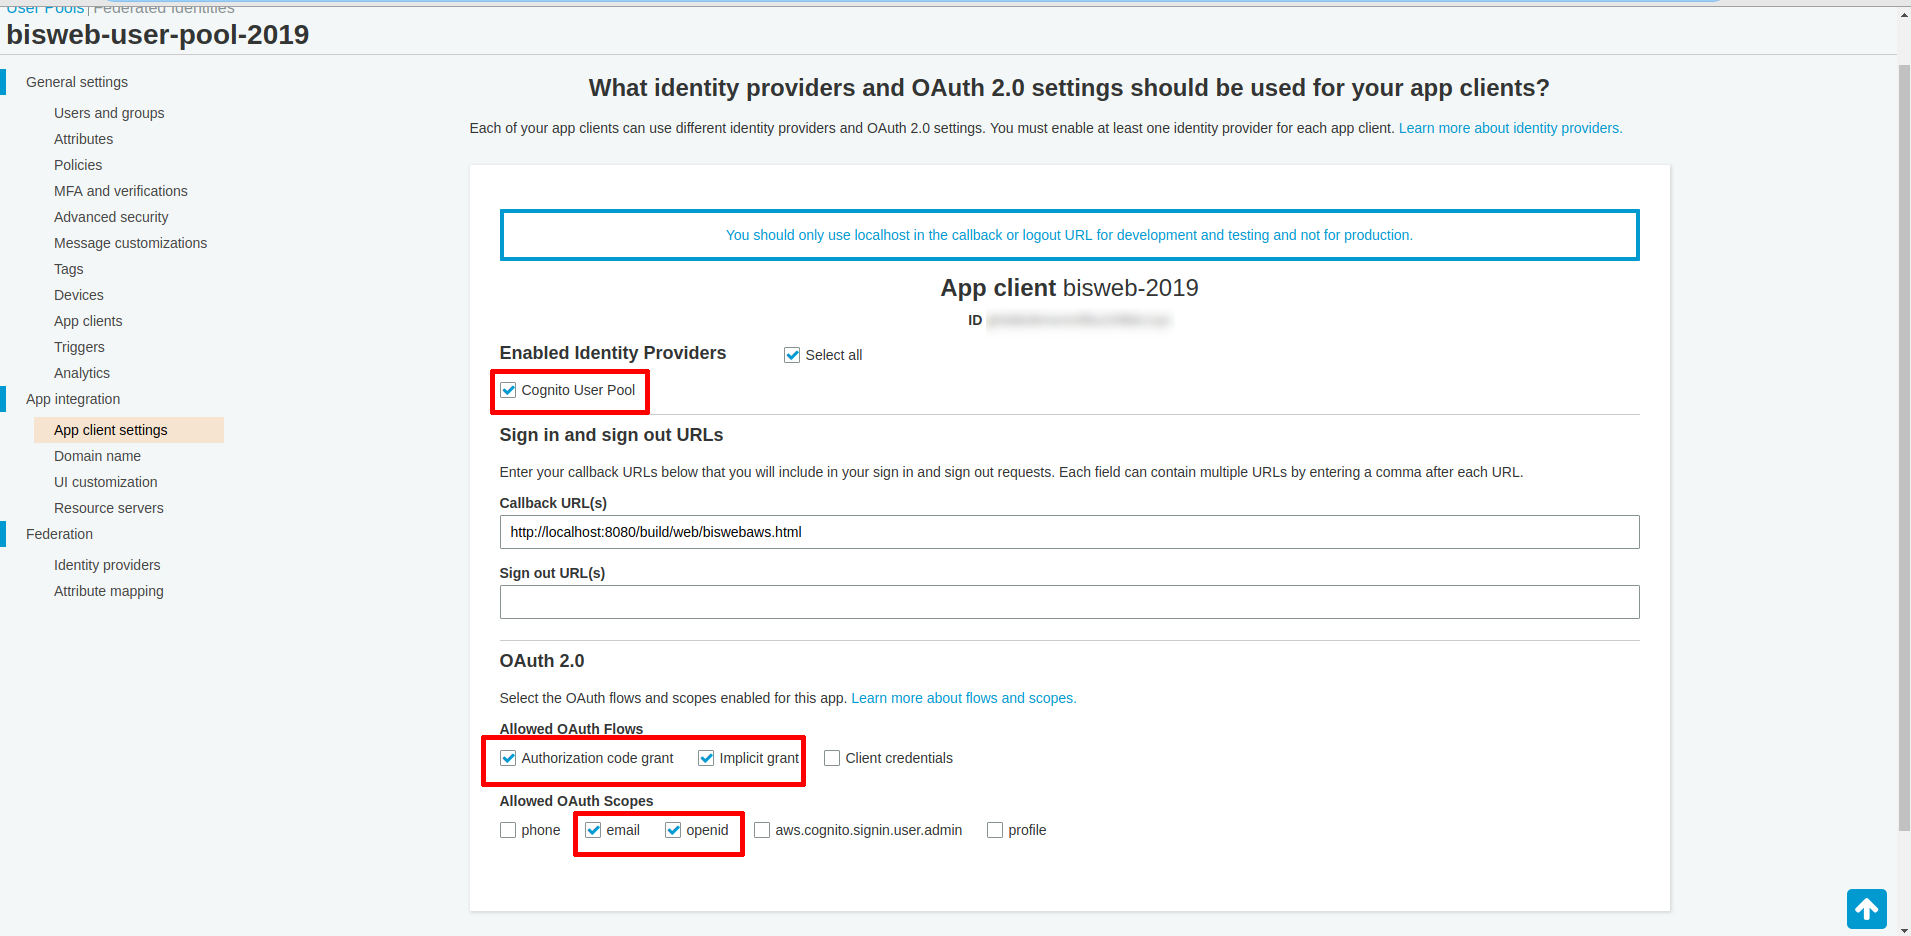 User Pools | Federated Identities
bisweb-user-pool-2019
General settings
Users and groups
Attributes
Policies
MFA and verifications
Advanced security
Message customizations
Tags
Devices
App clients
Triggers
Analytics
App integration
App client settings
Domain name
UI customization
Resource servers
Federation
Identity providers
Attribute mapping
What identity providers and OAuth 2.0 settings should be used for your app clients?
Each of your app clients can use different identity providers and OAuth 2.0 settings. You must enable at least one identity provider for each app client. Learn more about identity providers.
You should only use localhost in the callback or logout URL for development and testing and not for production.
App client bisweb-2019
ID
Enabled Identity Providers Select all
Cognito User Pool
Sign in and sign out URLs
Enter your callback URLs below that you will include in your sign in and sign out requests. Each field can contain multiple URLs by entering a comma after each URL.
Callback URL(s)
http://localhost:8080/build/web/biswebaws.html
Sign out URL(s)
OAuth 2.0
Select the OAuth flows and scopes enabled for this app. Learn more about flows and scopes.
Allowed OAuth Flows
Authorization code grant Implicit grant Client credentials
Allowed OAuth Scopes
phone email openid aws.cognito.signin.user.admin profile